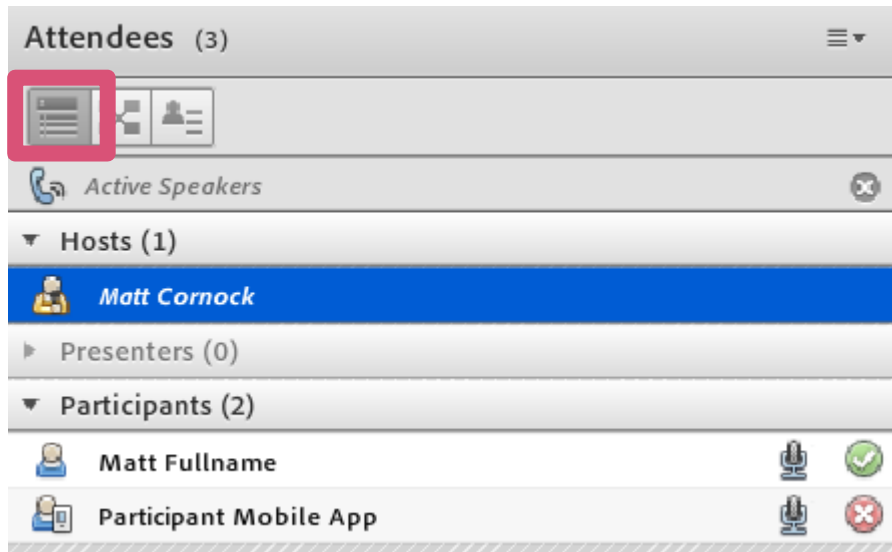 Attendees (3)
Active Speakers
Hosts (1)
Matt Cornock
Presenters (0)
Participants (2)
Matt Fullname
Participant Mobile App